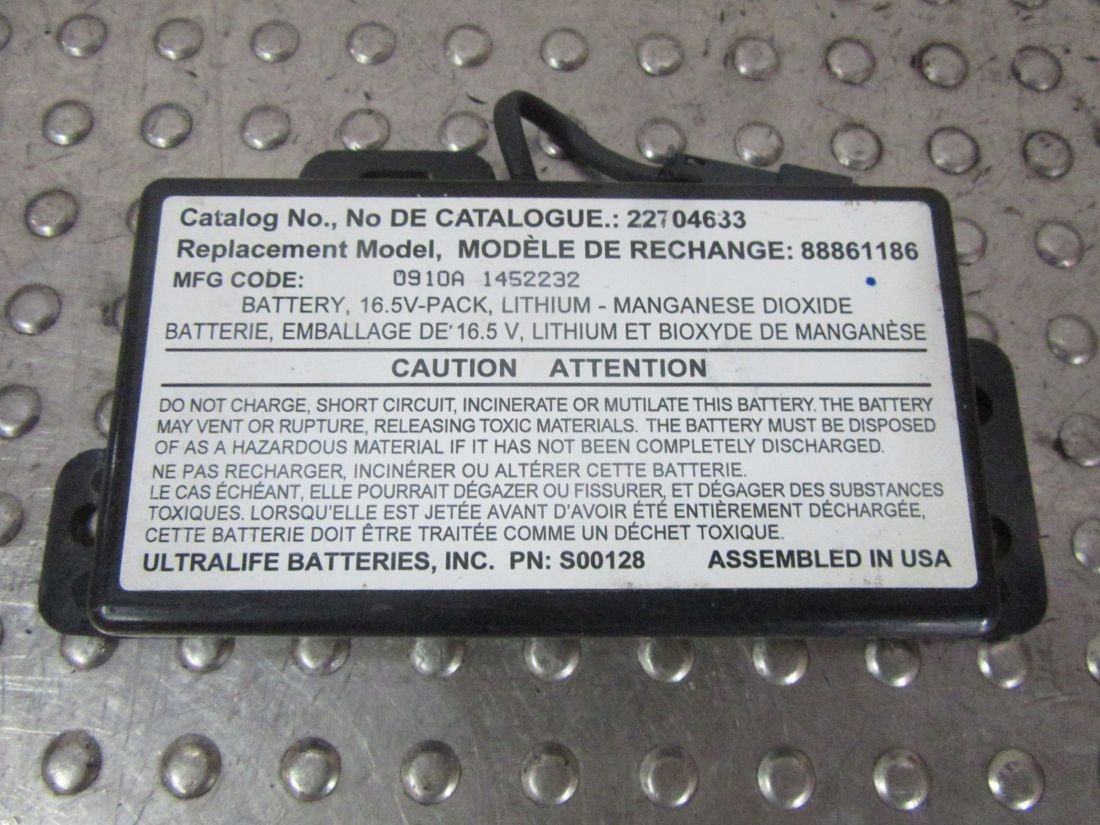 Catalog No., No DE CATALOGUE.: 22704633
Replacement Model, MODÈLE DE RECHANGE: 88861186
MFG CODE: 0910A 1452232
BATTERY, 16.5V-PACK, LITHIUM - MANGANESE DIOXIDE
BATTERIE, EMBALLAGE DE 16.5 V, LITHIUM ET BIOXYDE DE MANGANÈSE
CAUTION ATTENTION
DO NOT CHARGE, SHORT CIRCUIT, INCINERATE OR MUTILATE THIS BATTERY. THE BATTERY
MAY VENT OR RUPTURE, RELEASING TOXIC MATERIALS. THE BATTERY MUST BE DISPOSED
OF AS A HAZARDOUS MATERIAL IF IT HAS NOT BEEN COMPLETELY DISCHARGED.
NE PAS RECHARGER, INCINÉRER OU ALTÉRER CETTE BATTERIE.
LE CAS ÉCHÉANT, ELLE POURRAIT DÉGAZER OU FISSURER, ET DÉGAGER DES SUBSTANCES
TOXIQUES. LORSQU'ELLE EST JETÉE AVANT D'AVOIR ÉTÉ ENTIÈREMENT DÉCHARGÉE,
CETTE BATTERIE DOIT ÊTRE TRAITÉE COMME UN DÉCHET TOXIQUE.
ULTRALIFE BATTERIES, INC. PN: S00128 ASSEMBLED IN USA